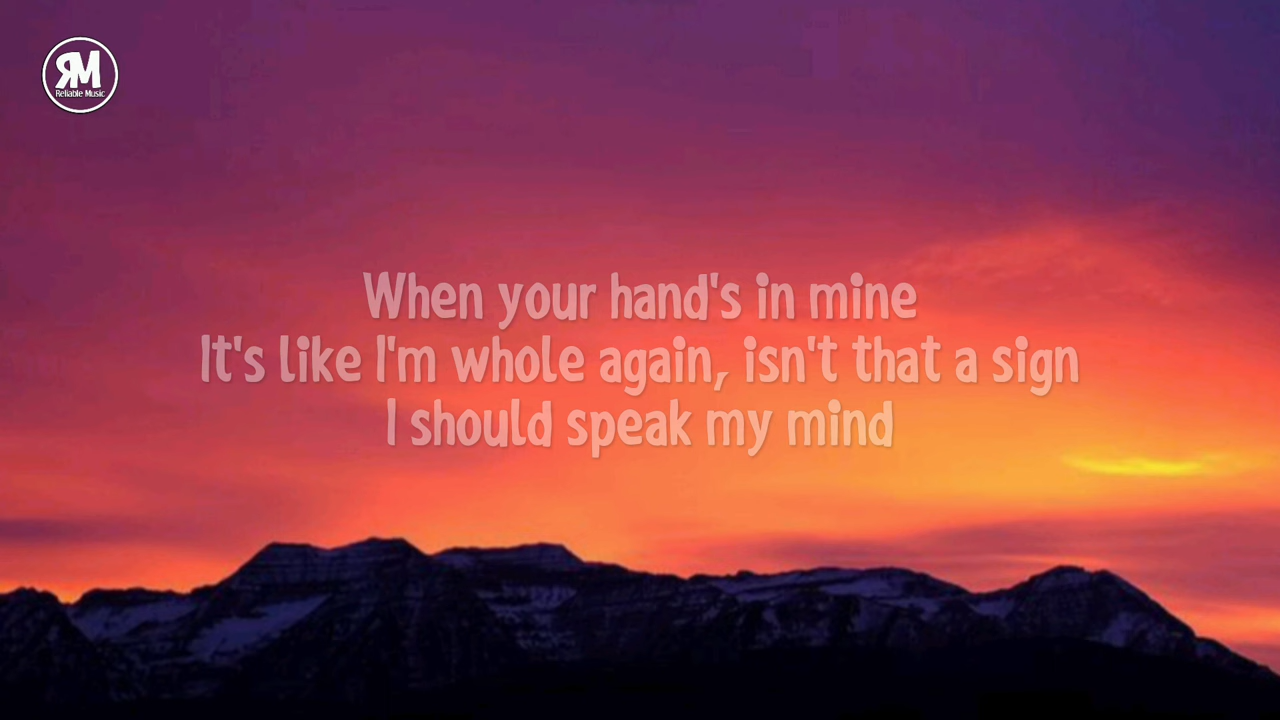 RM
Reliable Music
When your hand's in mine
It's like I'm whole again, isn't that a sign
I should speak my mind